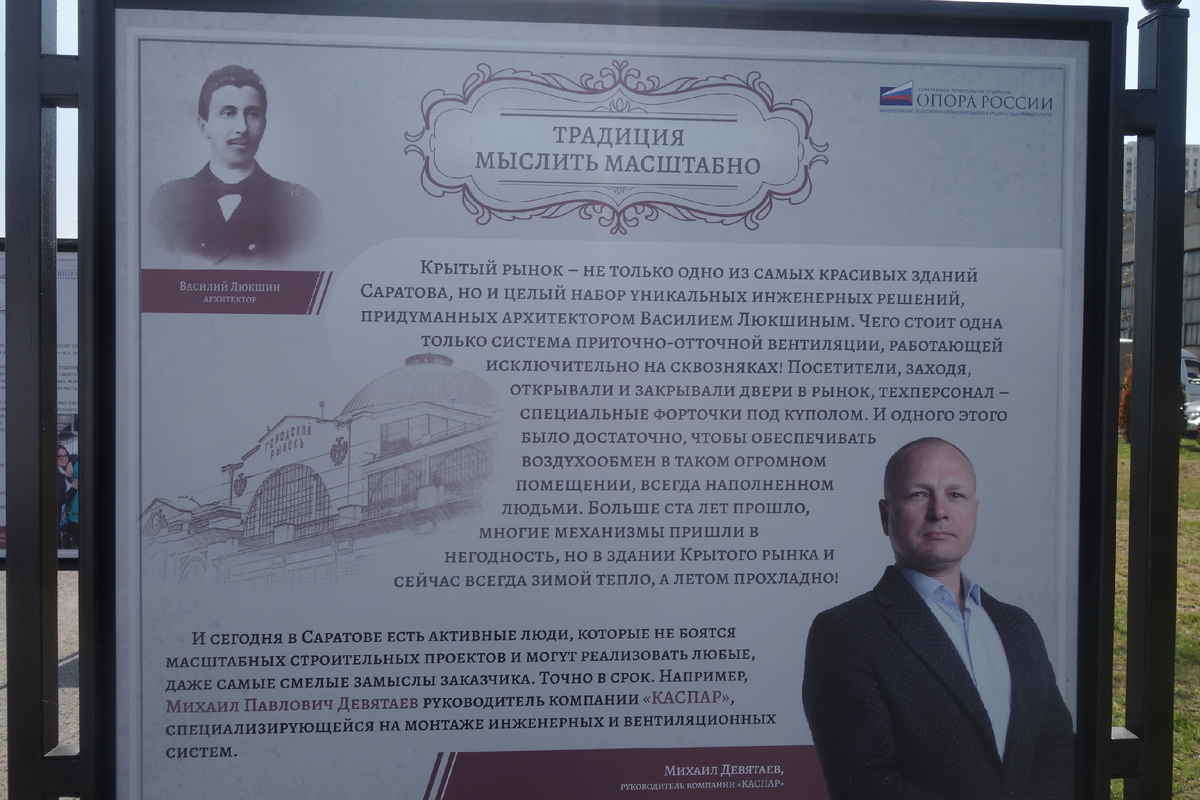 ТРАДИЦИЯ
МЫСЛИТЬ МАСШТАБНО
САРАТОВСКОЕ РЕГИОНАЛЬНОЕ ОТДЕЛЕНИЕ
ОПОРА РОССИИ
Василий Люкшин
архитектор
Крытый рынок – не только одно из самых красивых зданий
Саратова, но и целый набор уникальных инженерных решений,
придуманных архитектором Василием Люкшиным. Чего стоит одна
только система приточно-отточной вентиляции, работающей
исключительно на сквозняках! Посетители, заходя,
открывали и закрывали двери в рынок, техперсонал –
специальные форточки под куполом. И одного этого
было достаточно, чтобы обеспечивать
воздухообмен в таком огромном
помещении, всегда наполненном
людьми. Больше ста лет прошло,
многие механизмы пришли в
негодность, но в здании Крытого рынка и
сейчас всегда зимой тепло, а летом прохладно!
ГОРОДСКОЙ
РЫНОКЪ
И сегодня в Саратове есть активные люди, которые не боятся
масштабных строительных проектов и могут реализовать любые,
даже самые смелые замыслы заказчика. Точно в срок. Например,
Михаил Павлович Девятаев руководитель компании «КАСПАР»,
специализирующейся на монтаже инженерных и вентиляционных
систем.
Михаил Девятаев,
руководитель компании «КАСПАР»